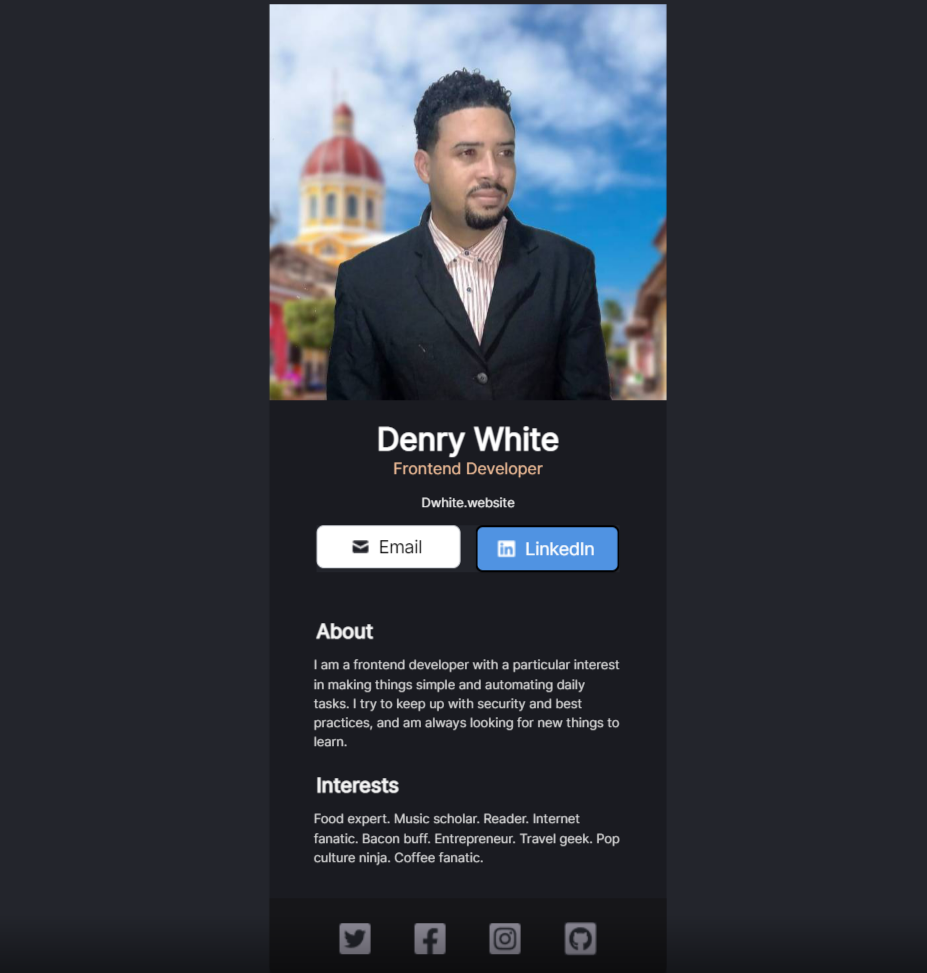 Denry White
Frontend Developer
Dwhite.website
Email
LinkedIn
About
I am a frontend developer with a particular interest
in making things simple and automating daily
tasks. I try to keep up with security and best
practices, and am always looking for new things to
learn.
Interests
Food expert. Music scholar. Reader. Internet
fanatic. Bacon buff. Entrepreneur. Travel geek. Pop
culture ninja. Coffee fanatic.